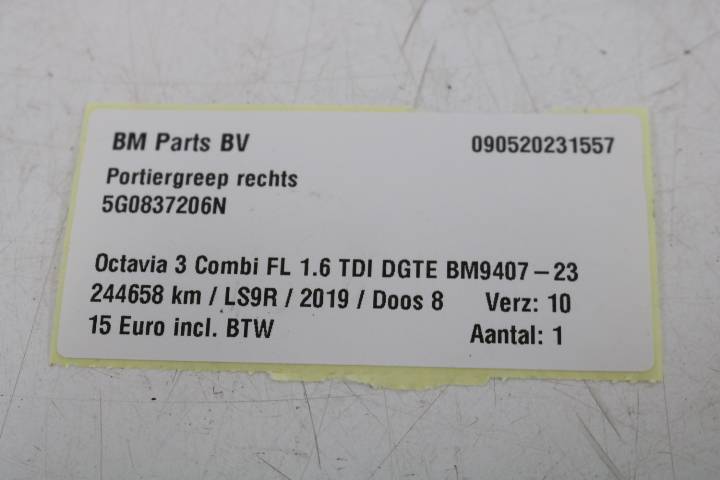 BM Parts BV 090520231557
Portiergreep rechts
5G0837206N
Octavia 3 Combi FL 1.6 TDI DGTE BM9407-23
244658 km / LS9R / 2019 / Doos 8 Verz: 10
15 Euro incl. BTW Aantal: 1